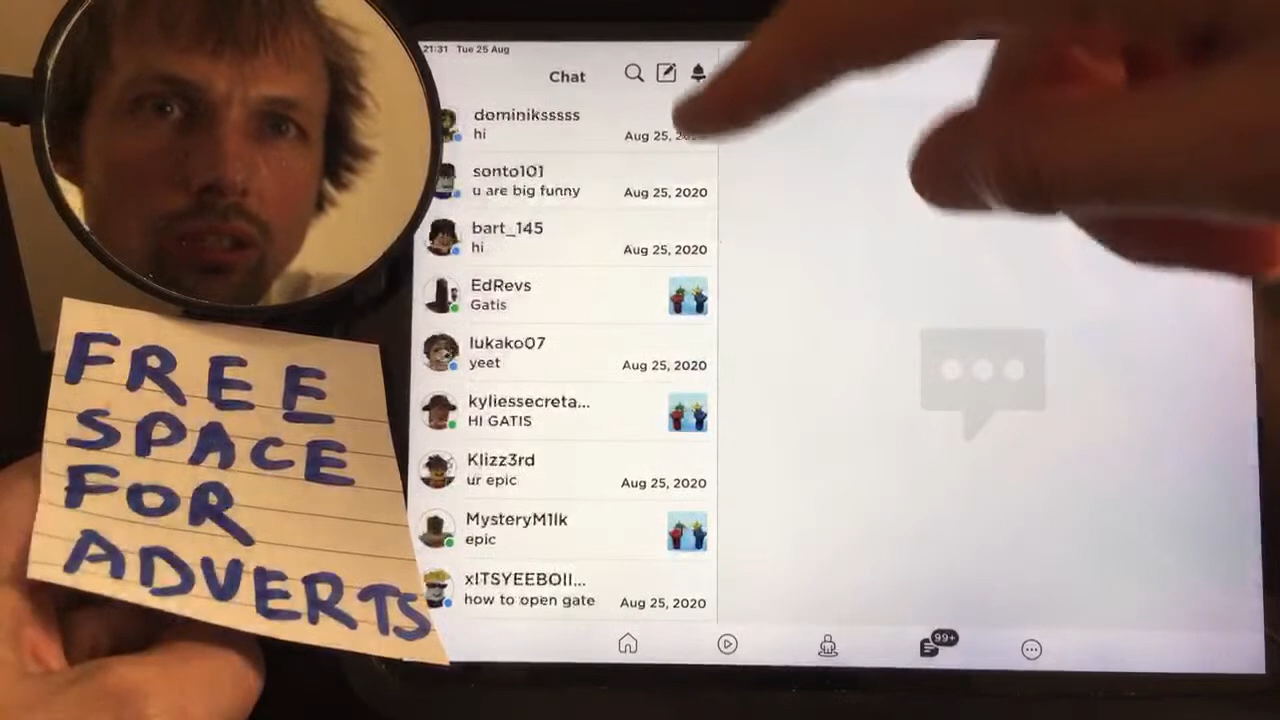 21:31 Tue 25 Aug
Chat
dominiksssss
hi
Aug 25,
sonto101
u are big funny
Aug 25, 2020
bart_145
hi
Aug 25, 2020
EdRevs
Gatis
lukako07
yeet
Aug 25, 2020
kyliessecreta...
HI GATIS
Klizz3rd
ur epic
Aug 25, 2020
MysteryM1lk
epic
xITSYEEBOII...
how to open gate
Aug 25, 2020
99+
FREE
SPACE
FOR
ADVERTS